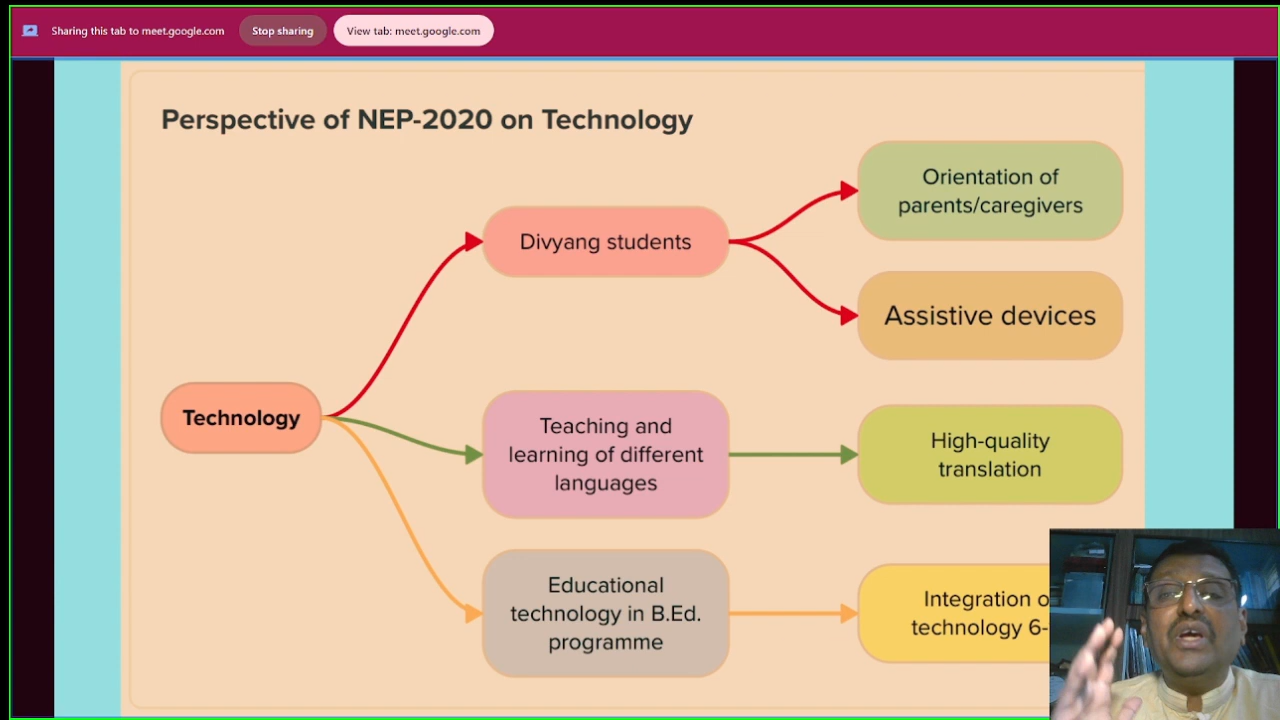 Sharing this tab to meet.google.com
Stop sharing
View tab: meet.google.com
Perspective of NEP-2020 on Technology
Technology
Divyang students
Orientation of
parents/caregivers
Assistive devices
Teaching and
learning of different
languages
High-quality
translation
Educational
technology in B.Ed.
programme
Integration
technology 6-